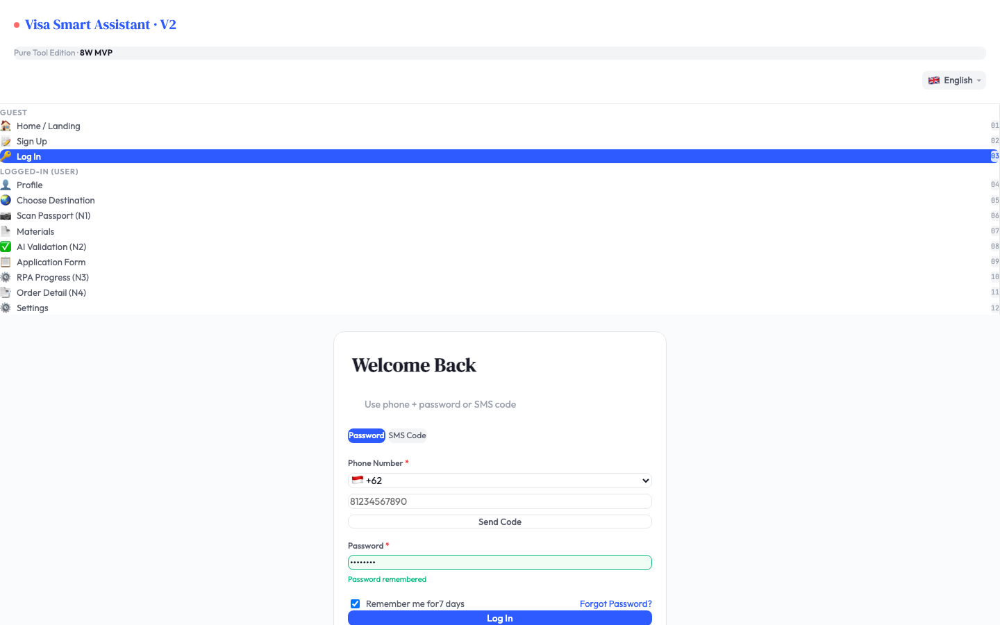 Visa Smart Assistant · V2
Pure Tool Edition · 8W MVP
English
GUEST
Home / Landing 01
Sign Up 02
Log In 03
LOGGED-IN (USER)
Profile 04
Choose Destination 05
Scan Passport (N1) 06
Materials 07
AI Validation (N2) 08
Application Form 09
RPA Progress (N3) 10
Order Detail (N4) 11
Settings 12
Welcome Back
Use phone + password or SMS code
Password SMS Code
Phone Number *
+62
81234567890
Send Code
Password *
••••••••
Password remembered
Remember me for7 days Forgot Password?
Log In